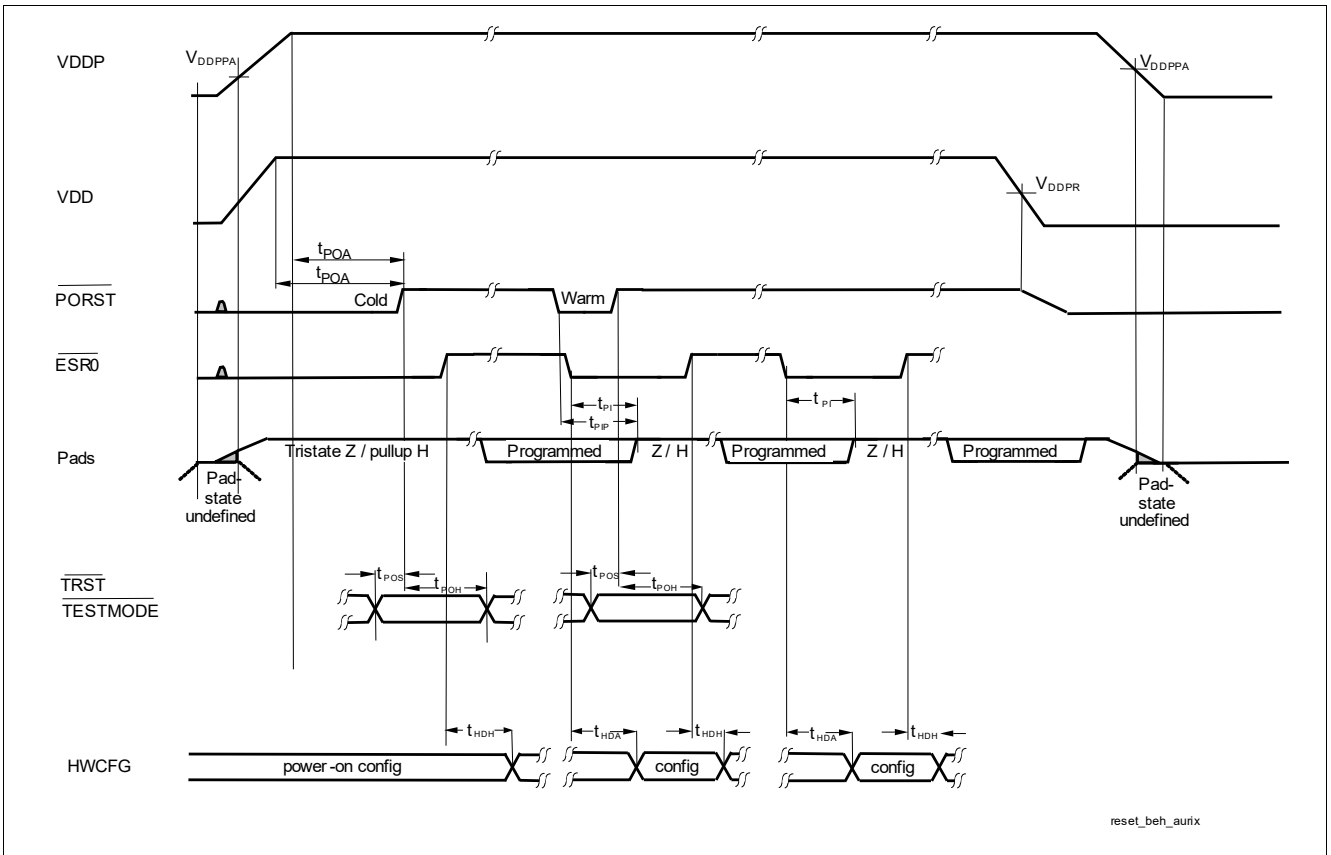 VDDP
VDDPPA
VDDPPA
VDD
VDDPR
tPOA
tPOA
PORST
Cold
Warm
ESR0
tPI
tPI
tPIP
Pads
Tristate Z / pullup H
Programmed
Z / H
Programmed
Z / H
Programmed
Pad-
state
undefined
Pad-
state
undefined
TRST
TESTMODE
tPOS
tPOH
tPOS
tPOH
HWCFG
tHDH
tHDA
tHDH
tHDA
tHDH
power-on config
config
config
reset_beh_aurix